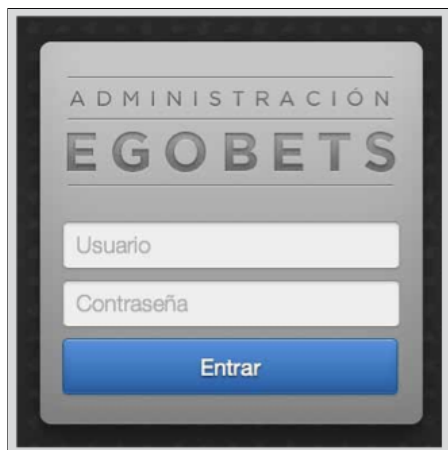 ADMINISTRACIÓN
EGOBETS
Usuario
Contraseña
Entrar